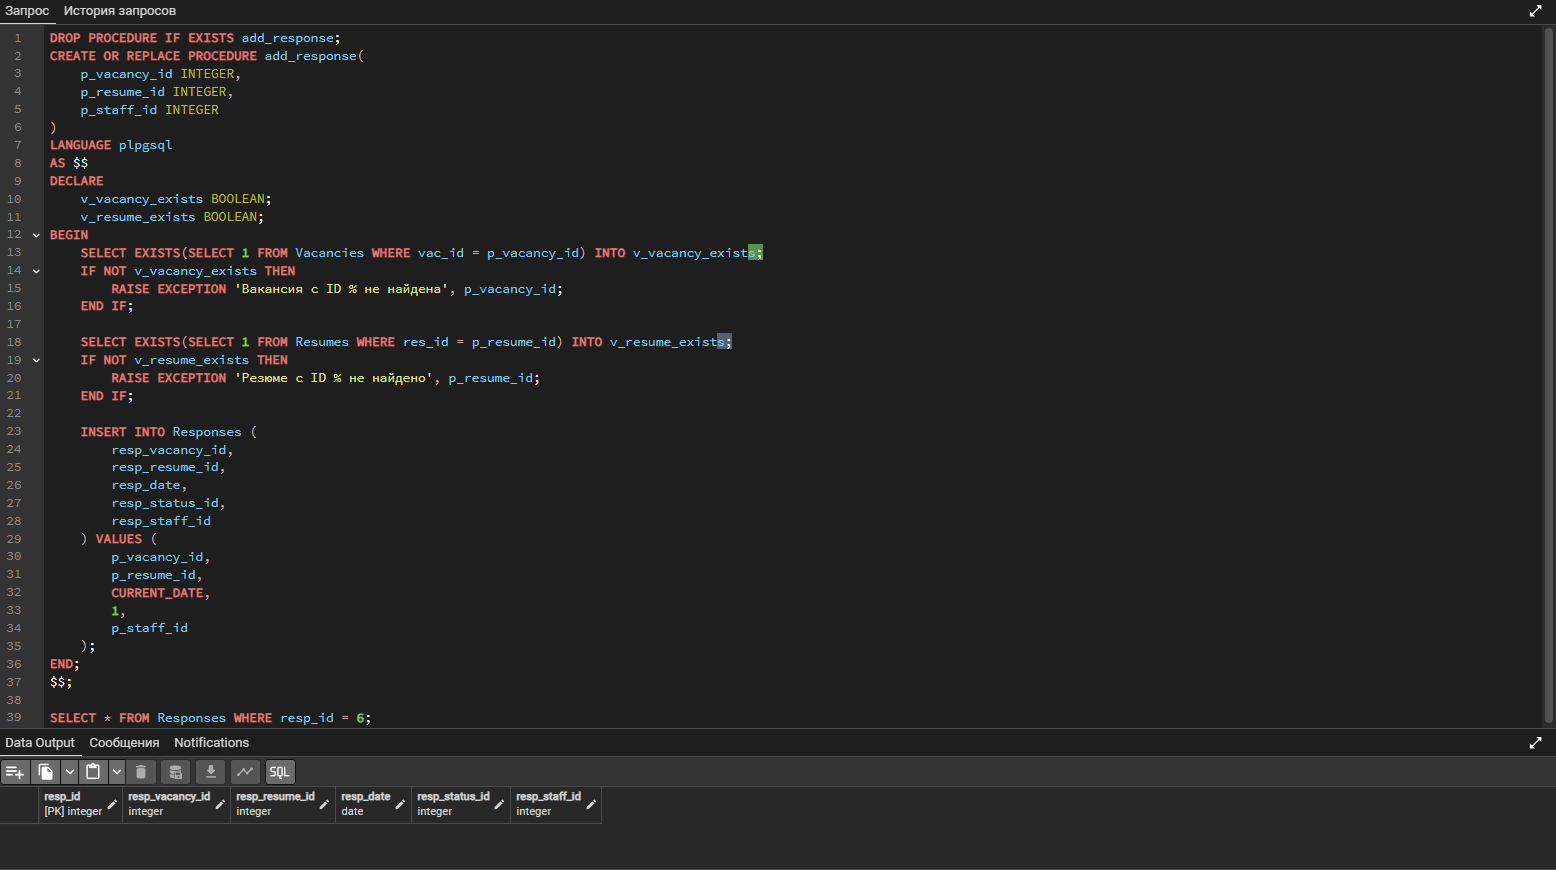 Запрос История запросов
1 DROP PROCEDURE IF EXISTS add_response;
2 CREATE OR REPLACE PROCEDURE add_response(
3 p_vacancy_id INTEGER,
4 p_resume_id INTEGER,
5 p_staff_id INTEGER
6 )
7 LANGUAGE plpgsql
8 AS $$
9 DECLARE
10 v_vacancy_exists BOOLEAN;
11 v_resume_exists BOOLEAN;
12 BEGIN
13 SELECT EXISTS(SELECT 1 FROM Vacancies WHERE vac_id = p_vacancy_id) INTO v_vacancy_exists;
14 IF NOT v_vacancy_exists THEN
15 RAISE EXCEPTION 'Вакансия с ID % не найдена', p_vacancy_id;
16 END IF;
17
18 SELECT EXISTS(SELECT 1 FROM Resumes WHERE res_id = p_resume_id) INTO v_resume_exists;
19 IF NOT v_resume_exists THEN
20 RAISE EXCEPTION 'Резюме с ID % не найдено', p_resume_id;
21 END IF;
22
23 INSERT INTO Responses (
24 resp_vacancy_id,
25 resp_resume_id,
26 resp_date,
27 resp_status_id,
28 resp_staff_id
29 ) VALUES (
30 p_vacancy_id,
31 p_resume_id,
32 CURRENT_DATE,
33 1,
34 p_staff_id
35 );
36 END;
37 $$;
38
39 SELECT * FROM Responses WHERE resp_id = 6;
Data Output Сообщения Notifications
SQL
resp_id resp_vacancy_id resp_resume_id resp_date resp_status_id resp_staff_id
[PK] integer integer integer date integer integer